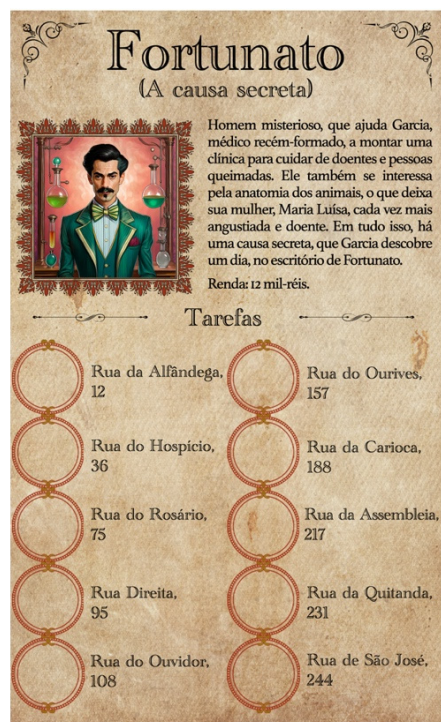 Fortunato
(A causa secreta)
Homem misterioso, que ajuda Garcia,
médico recém-formado, a montar uma
clínica para cuidar de doentes e pessoas
queimadas. Ele também se interessa
pela anatomia dos animais, o que deixa
sua mulher, Maria Luísa, cada vez mais
angustiada e doente. Em tudo isso, há
uma causa secreta, que Garcia descobre
um dia, no escritório de Fortunato.
Renda: 12 mil-réis.
Tarefas
Rua da Alfândega,
12
Rua do Hospício,
36
Rua do Rosário,
75
Rua Direita,
95
Rua do Ouvidor,
108
Rua do Ourives,
157
Rua da Carioca,
188
Rua da Assembleia,
217
Rua da Quitanda,
231
Rua de São José,
244